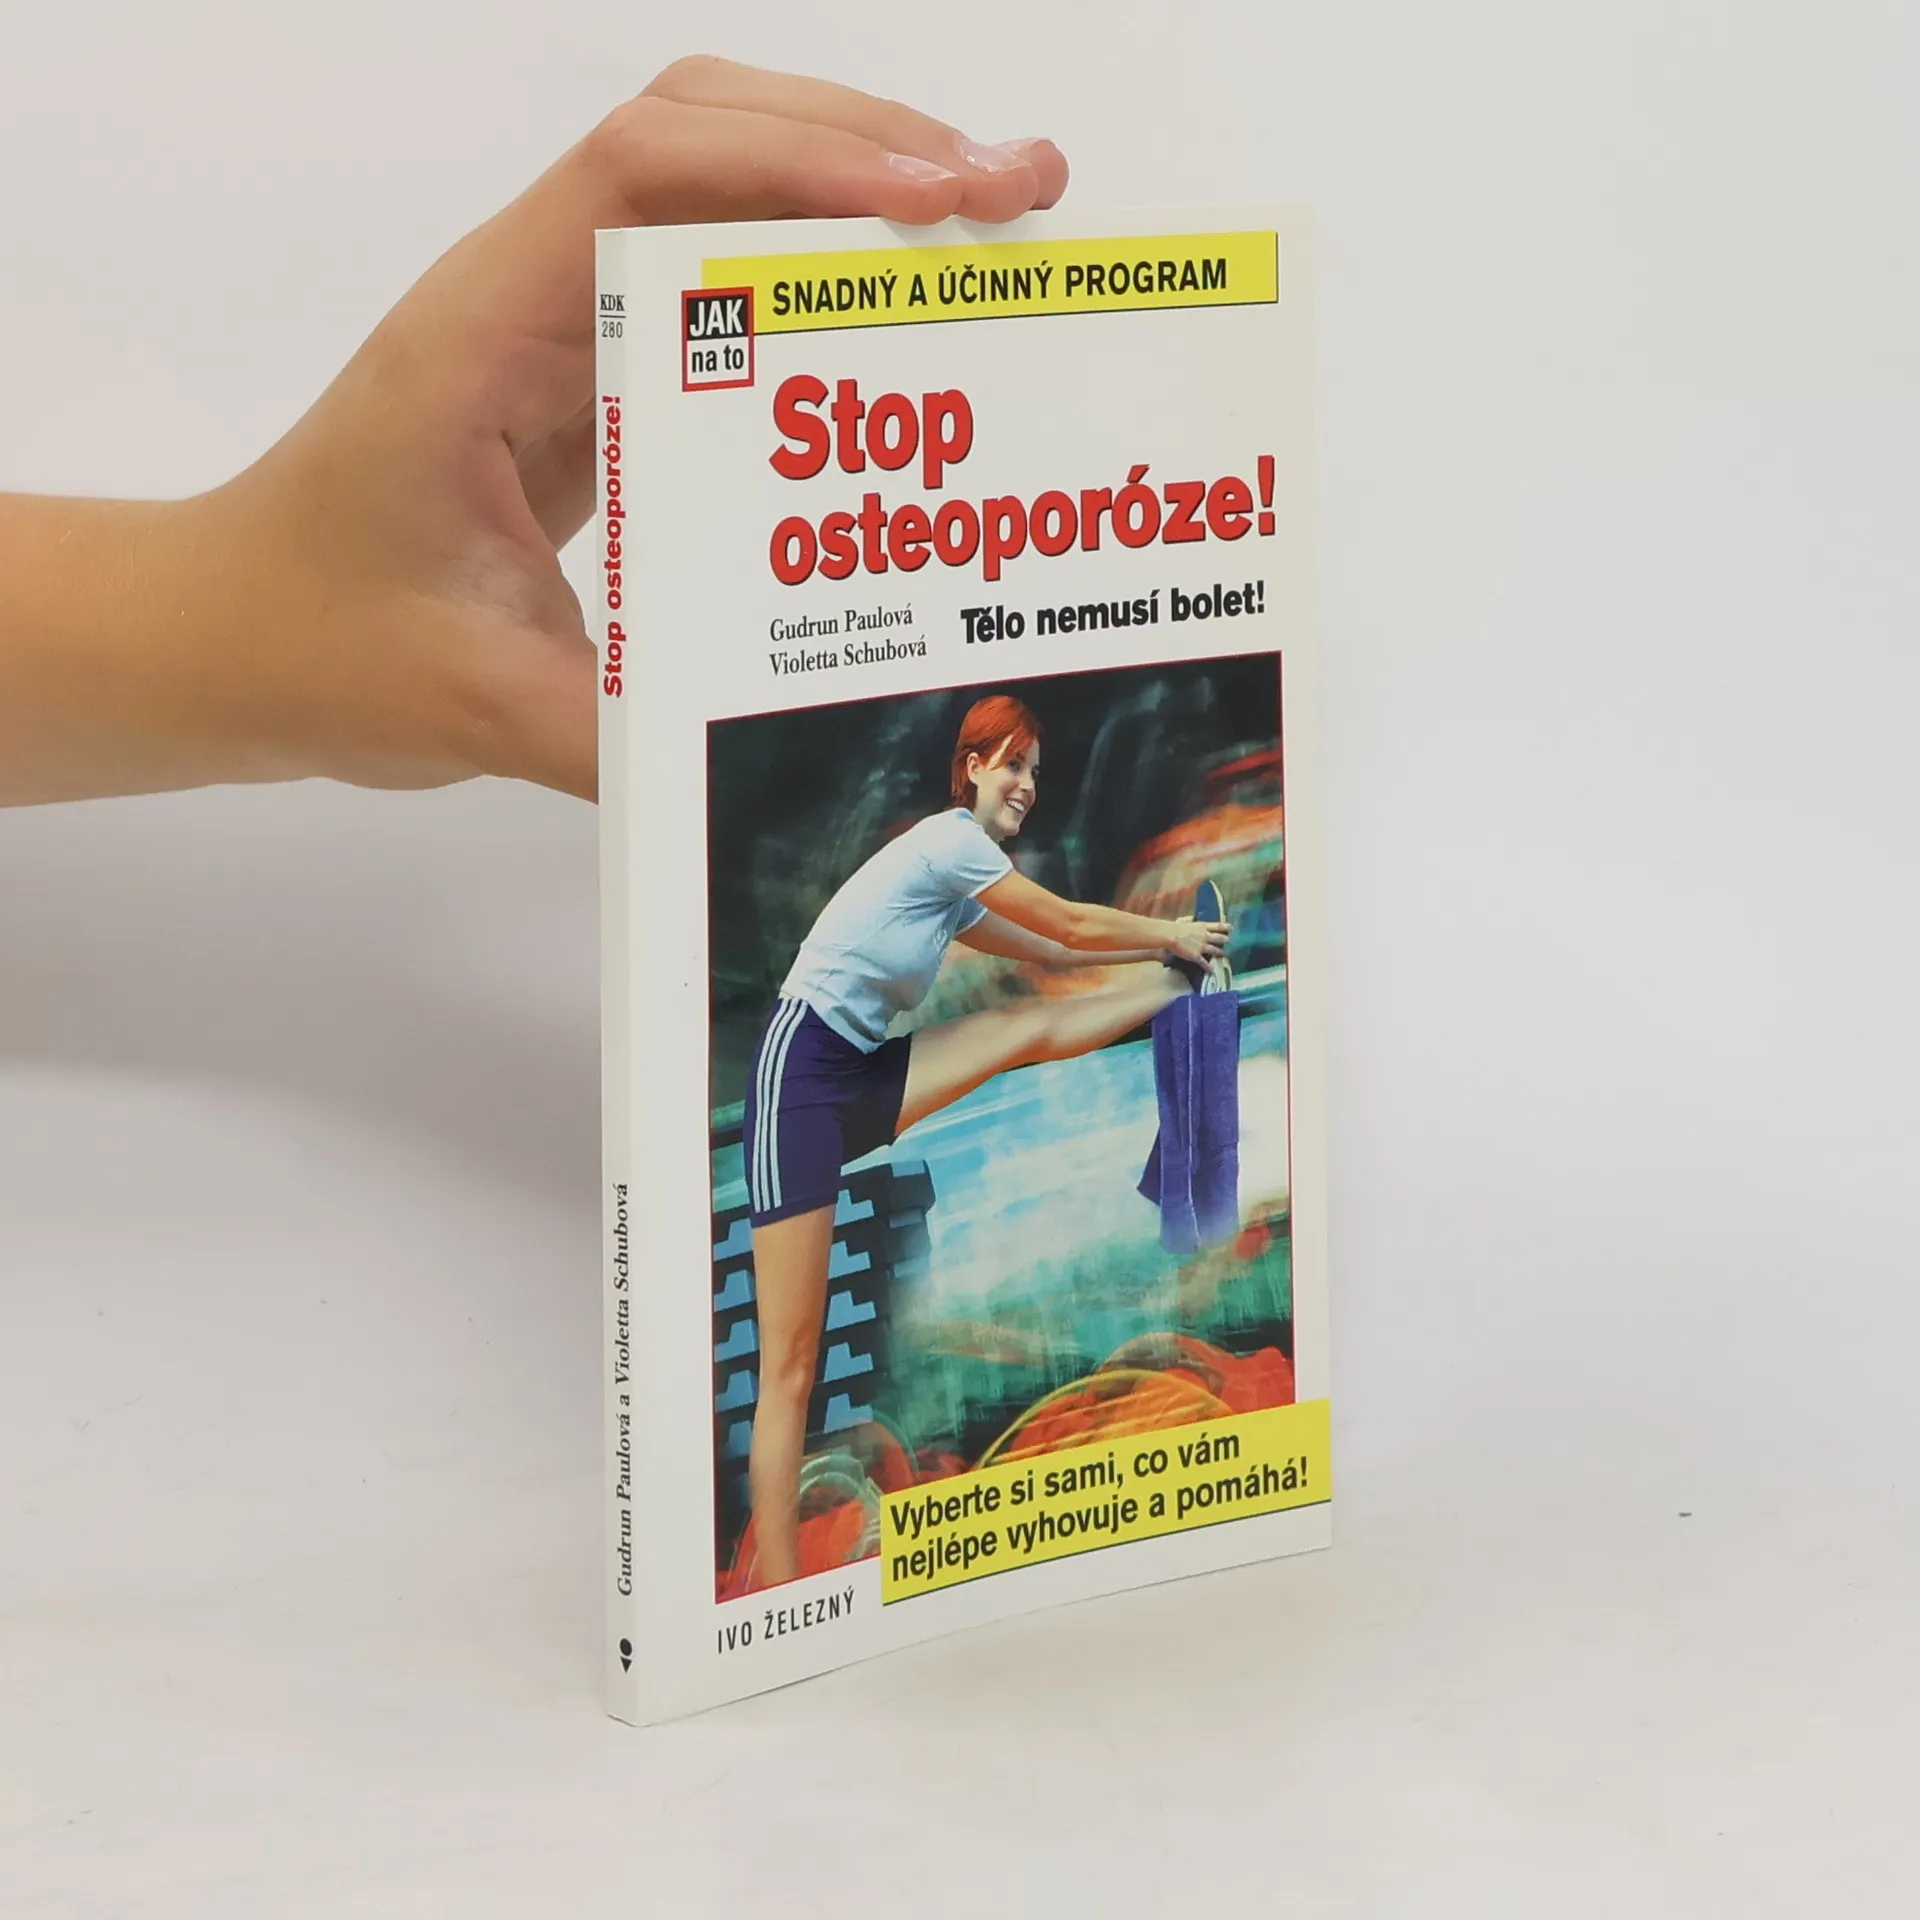 SNADNÝ A ÚČINNÝ PROGRAM
JAK
na to
Stop
osteoporóze!
Gudrun Paulová
Violetta Schubová
Tělo nemusí bolet!
Vyberte si sami, co vám
nejlépe vyhovuje a pomáhá!
IVO ŽELEZNÝ
KDK
280
Stop osteoporóze!
Gudrun Paulová a Violetta Schubová